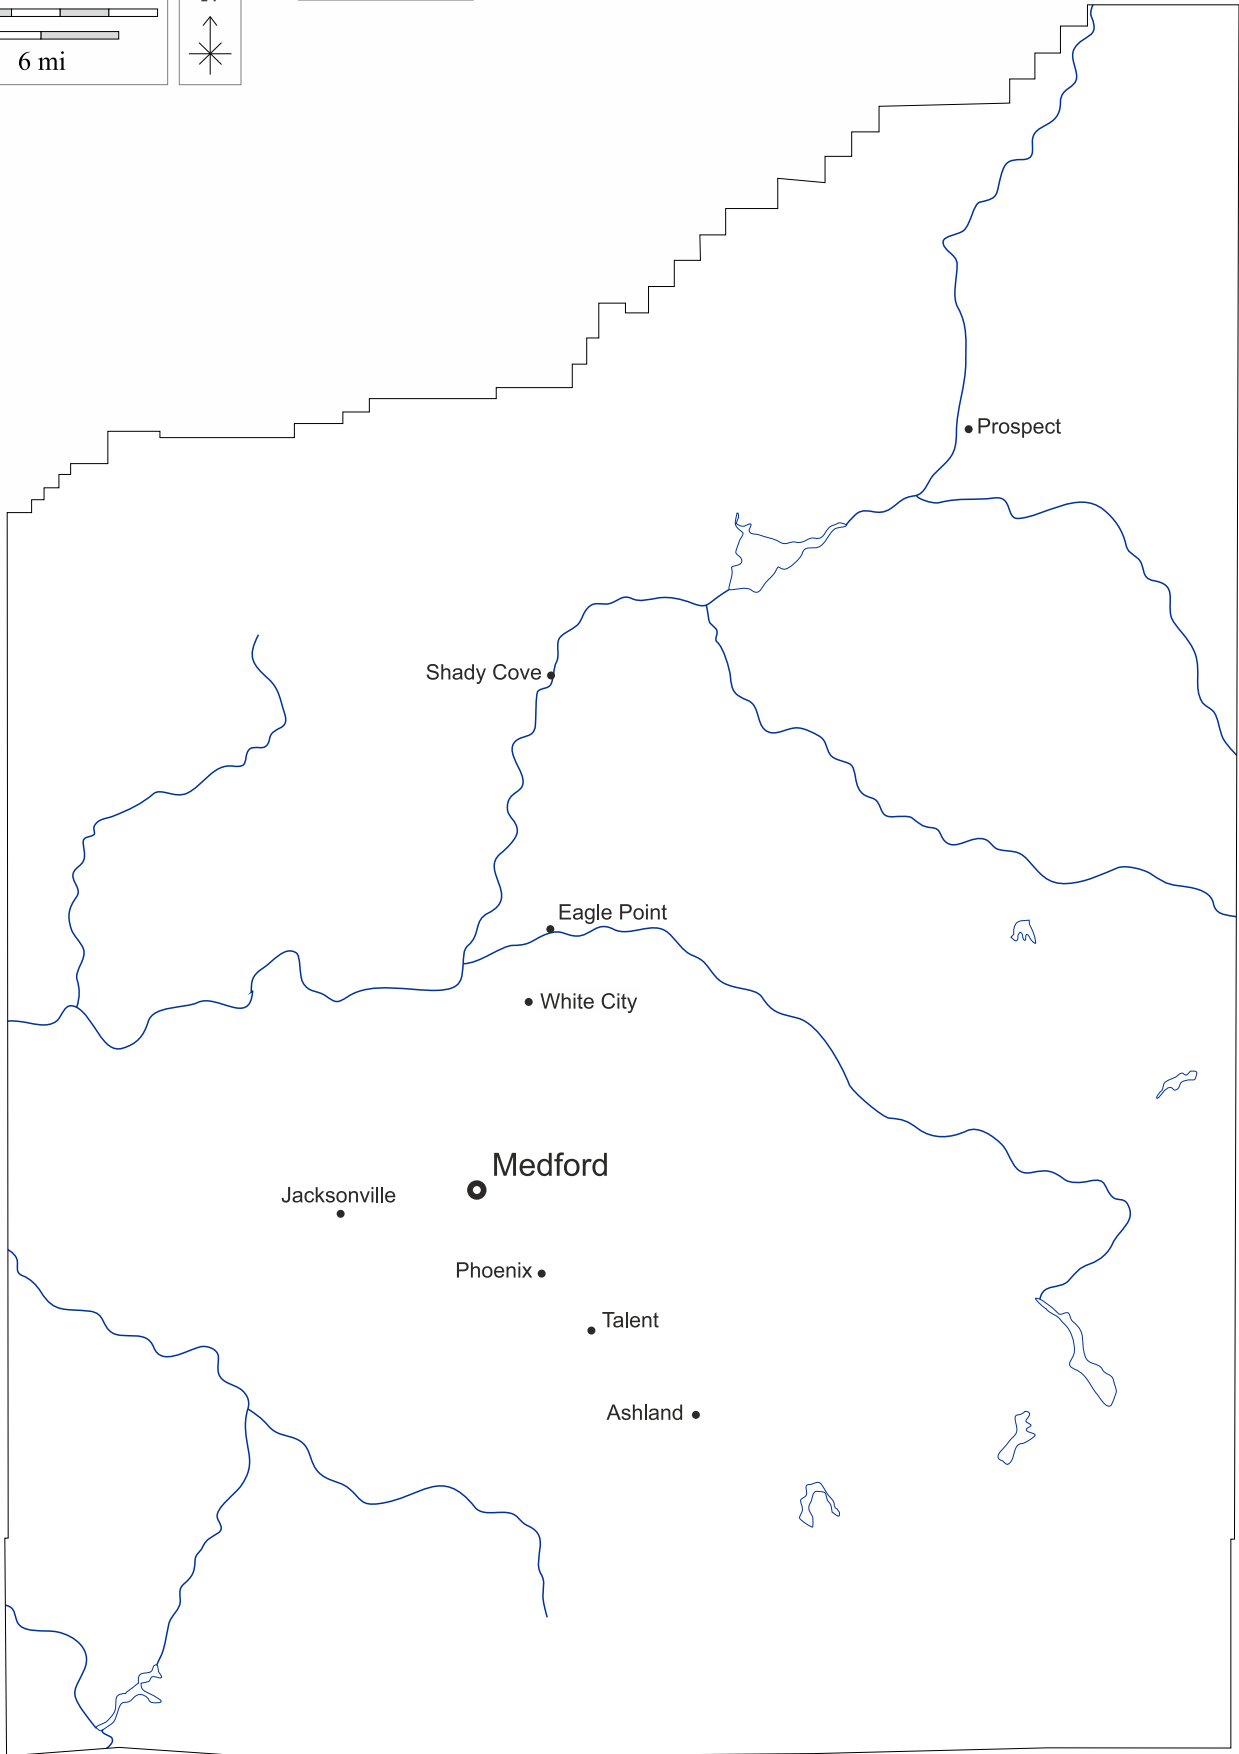 6 mi
Prospect
Shady Cove
Eagle Point
White City
Medford
Jacksonville
Phoenix
Talent
Ashland